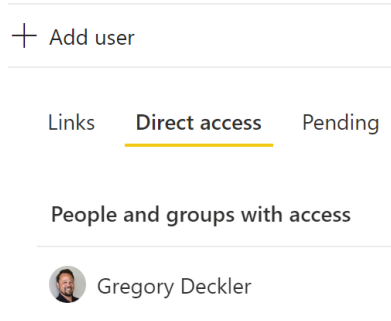 Add user
Links Direct access Pending
People and groups with access
Gregory Deckler